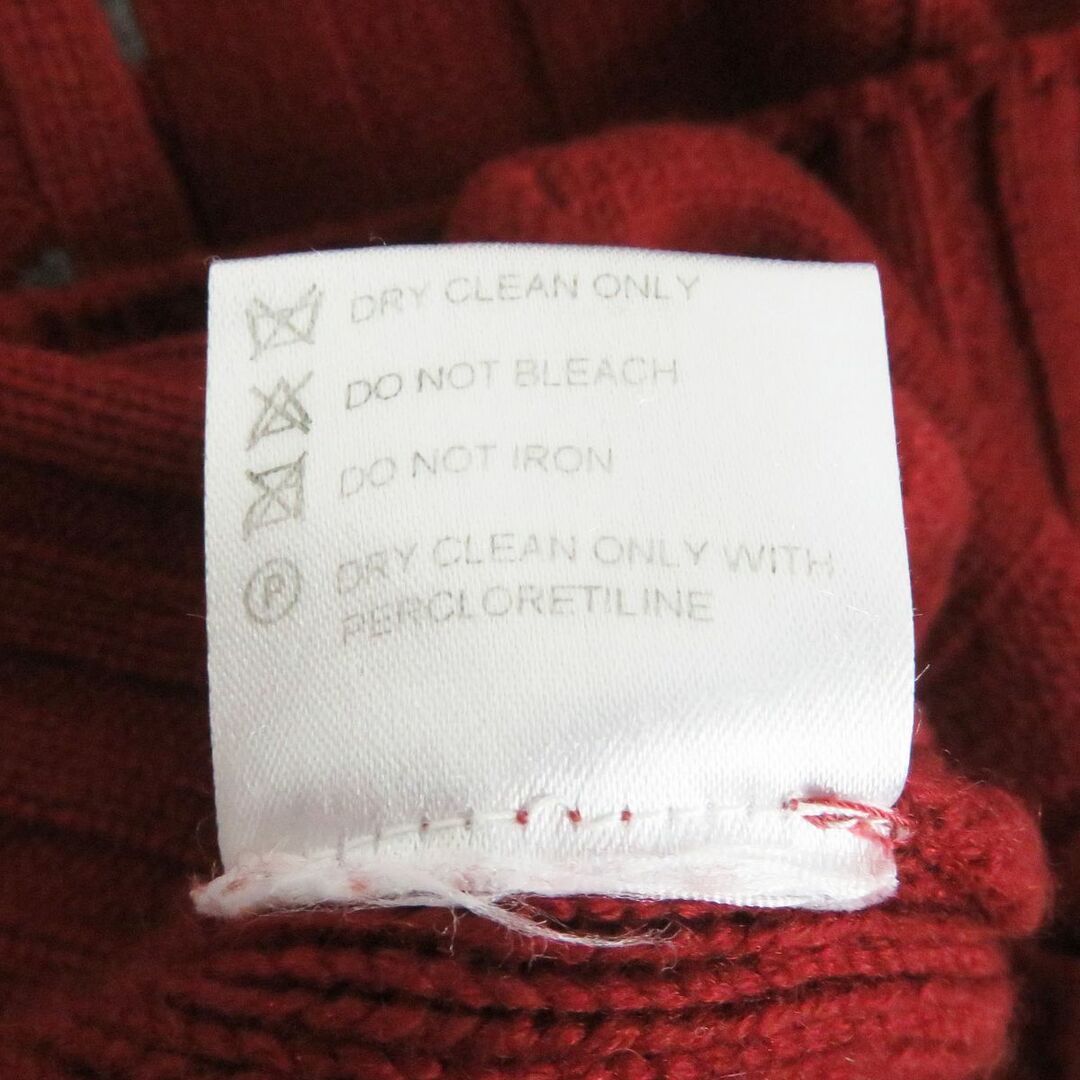 DRY CLEAN ONLY
DO NOT BLEACH
DO NOT IRON
P DRY CLEAN ONLY WITH
PERCLORETILINE